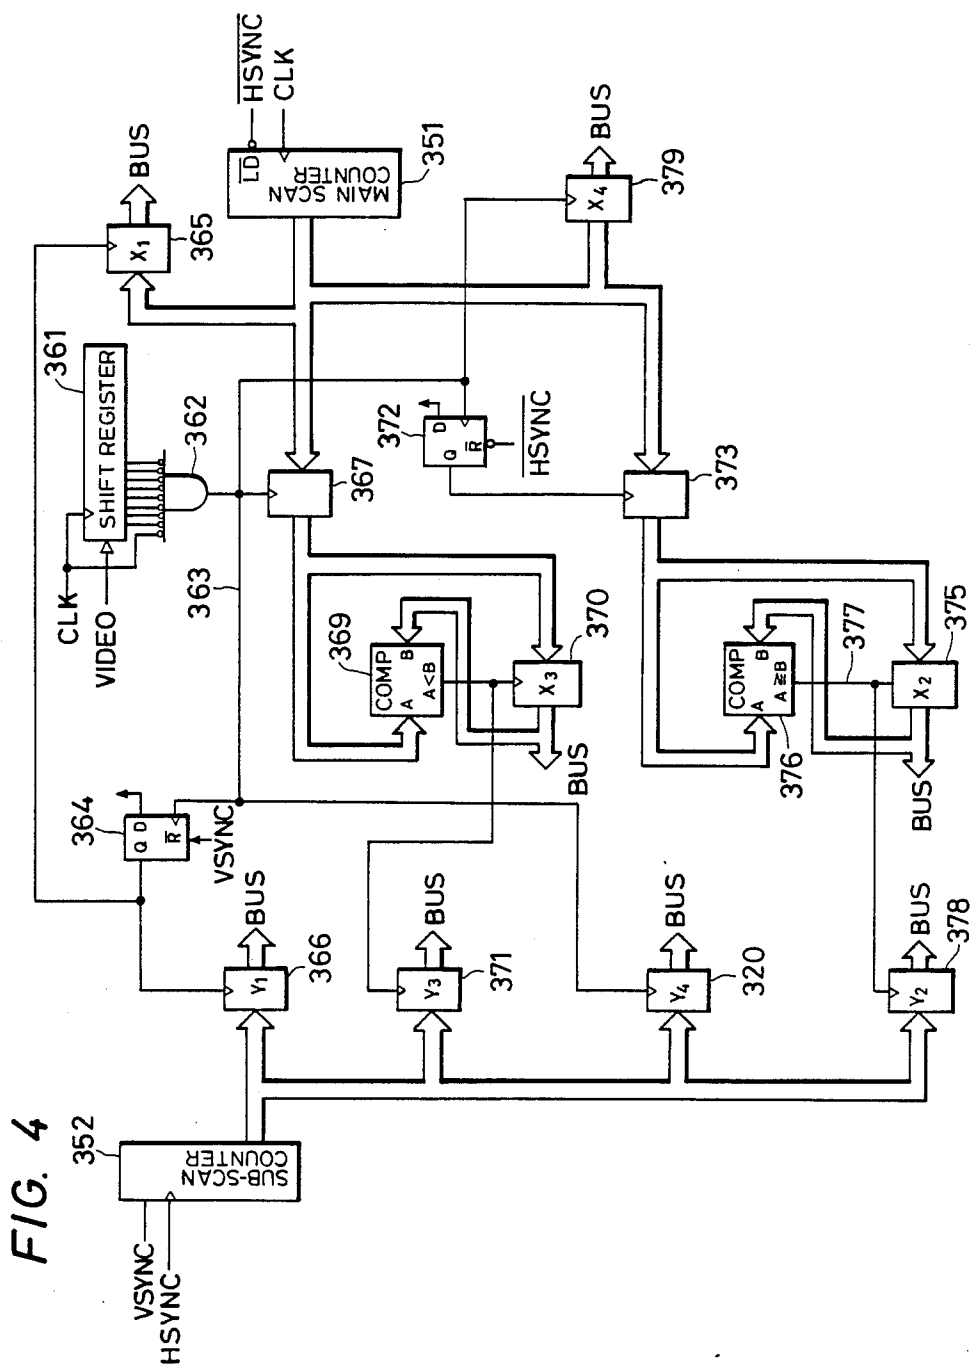 FIG. 4
352
SUB-SCAN
COUNTER
VSYNC
HSYNC
Y1
366
BUS
Y3
371
BUS
Y4
320
BUS
Y2
378
BUS
364
Q
D
R
VSYNC
CLK
VIDEO
361
SHIFT REGISTER
362
363
X1
365
BUS
HSYNC
CLK
LD
MAIN SCAN
COUNTER
351
367
369
COMP
A
B
A<B
X3
370
BUS
372
Q
D
R
HSYNC
X4
379
BUS
373
COMP
A
B
A≧B
376
377
X2
375
BUS